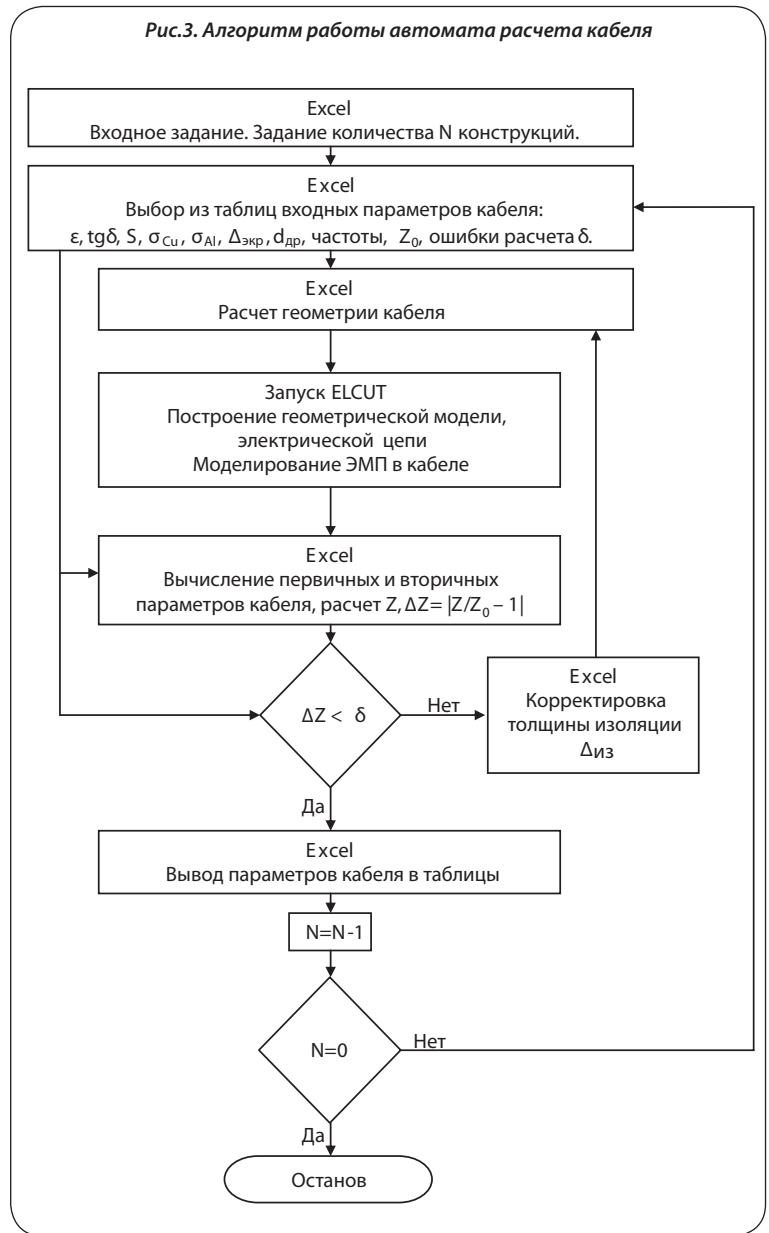 Рис.3. Алгоритм работы автомата расчета кабеля
Excel
Входное задание. Задание количества N конструкций.
Excel
Выбор из таблиц входных параметров кабеля:
ε, tgδ, S, σCu, σAl, Δэкр, dдр, частоты, Z0, ошибки расчета δ.
Excel
Расчет геометрии кабеля
Запуск ELCUT
Построение геометрической модели,
электрической цепи
Моделирование ЭМП в кабеле
Excel
Вычисление первичных и вторичных
параметров кабеля, расчет Z, ΔZ= |Z/Z0 – 1|
ΔZ < δ
Нет
Excel
Корректировка
толщины изоляции
Δиз
Да
Excel
Вывод параметров кабеля в таблицы
N=N-1
N=0
Нет
Да
Останов